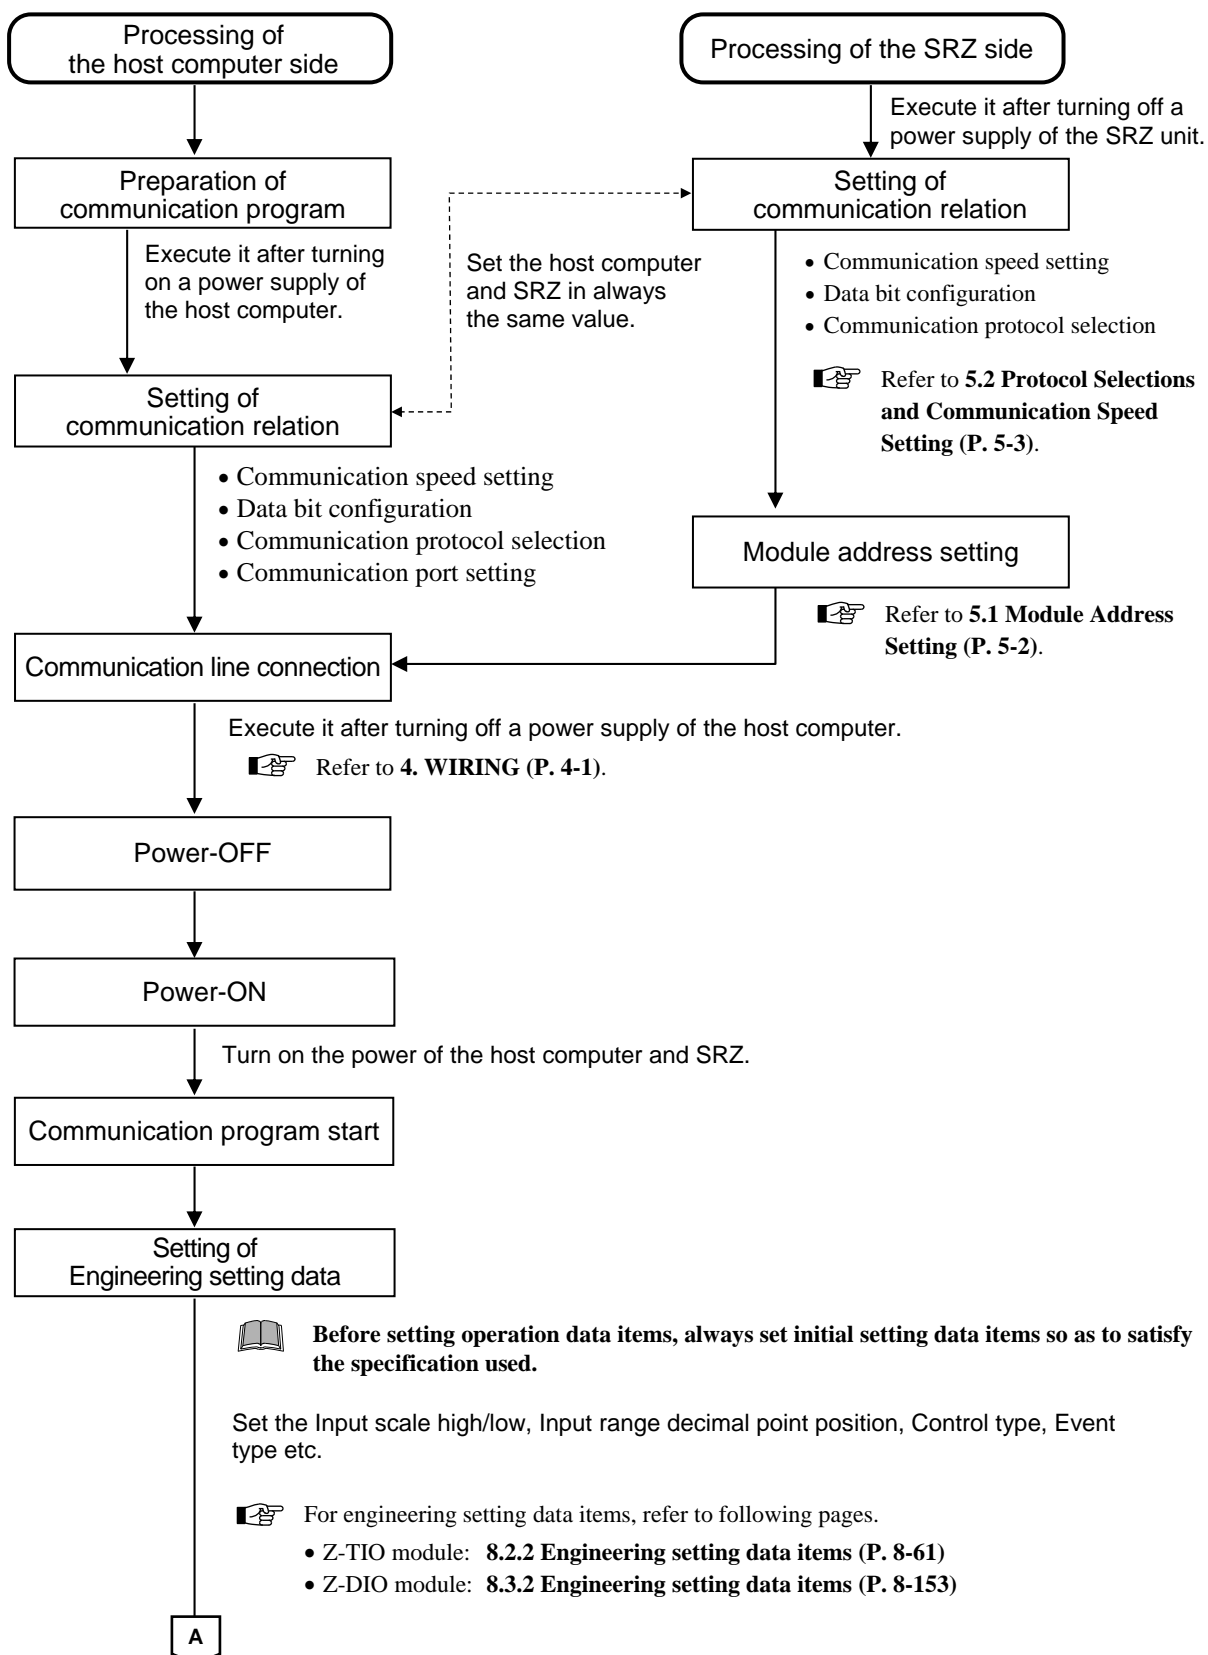 Processing of
the host computer side
Processing of the SRZ side
Execute it after turning off a
power supply of the SRZ unit.
Preparation of
communication program
Setting of
communication relation
Execute it after turning
on a power supply of
the host computer.
Set the host computer
and SRZ in always
the same value.
• Communication speed setting
• Data bit configuration
• Communication protocol selection
Refer to 5.2 Protocol Selections
and Communication Speed
Setting (P. 5-3).
Setting of
communication relation
• Communication speed setting
• Data bit configuration
• Communication protocol selection
• Communication port setting
Module address setting
Refer to 5.1 Module Address
Setting (P. 5-2).
Communication line connection
Execute it after turning off a power supply of the host computer.
Refer to 4. WIRING (P. 4-1).
Power-OFF
Power-ON
Turn on the power of the host computer and SRZ.
Communication program start
Setting of
Engineering setting data
Before setting operation data items, always set initial setting data items so as to satisfy
the specification used.
Set the Input scale high/low, Input range decimal point position, Control type, Event
type etc.
For engineering setting data items, refer to following pages.
• Z-TIO module: 8.2.2 Engineering setting data items (P. 8-61)
• Z-DIO module: 8.3.2 Engineering setting data items (P. 8-153)
A